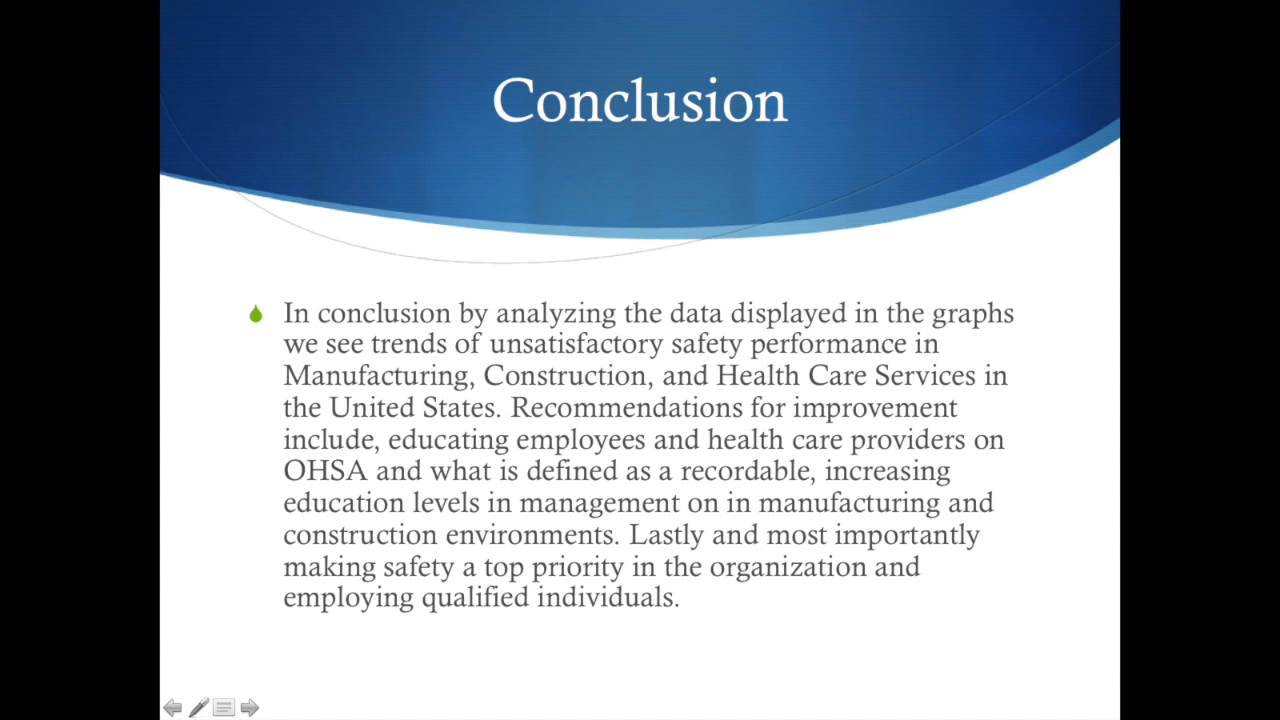 Conclusion
In conclusion by analyzing the data displayed in the graphs
we see trends of unsatisfactory safety performance in
Manufacturing, Construction, and Health Care Services in
the United States. Recommendations for improvement
include, educating employees and health care providers on
OHSA and what is defined as a recordable, increasing
education levels in management on in manufacturing and
construction environments. Lastly and most importantly
making safety a top priority in the organization and
employing qualified individuals.